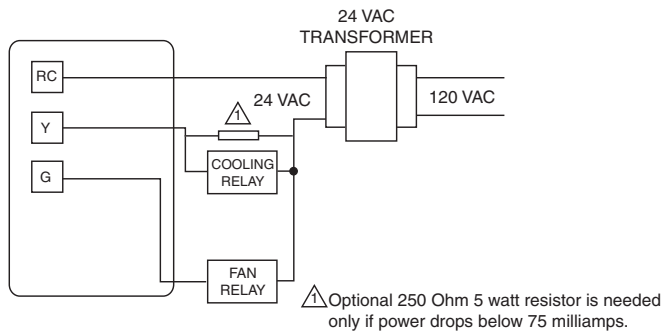 24 VAC
TRANSFORMER
RC
24 VAC
120 VAC
1
Y
COOLING
RELAY
G
FAN
RELAY
1 Optional 250 Ohm 5 watt resistor is needed
only if power drops below 75 milliamps.